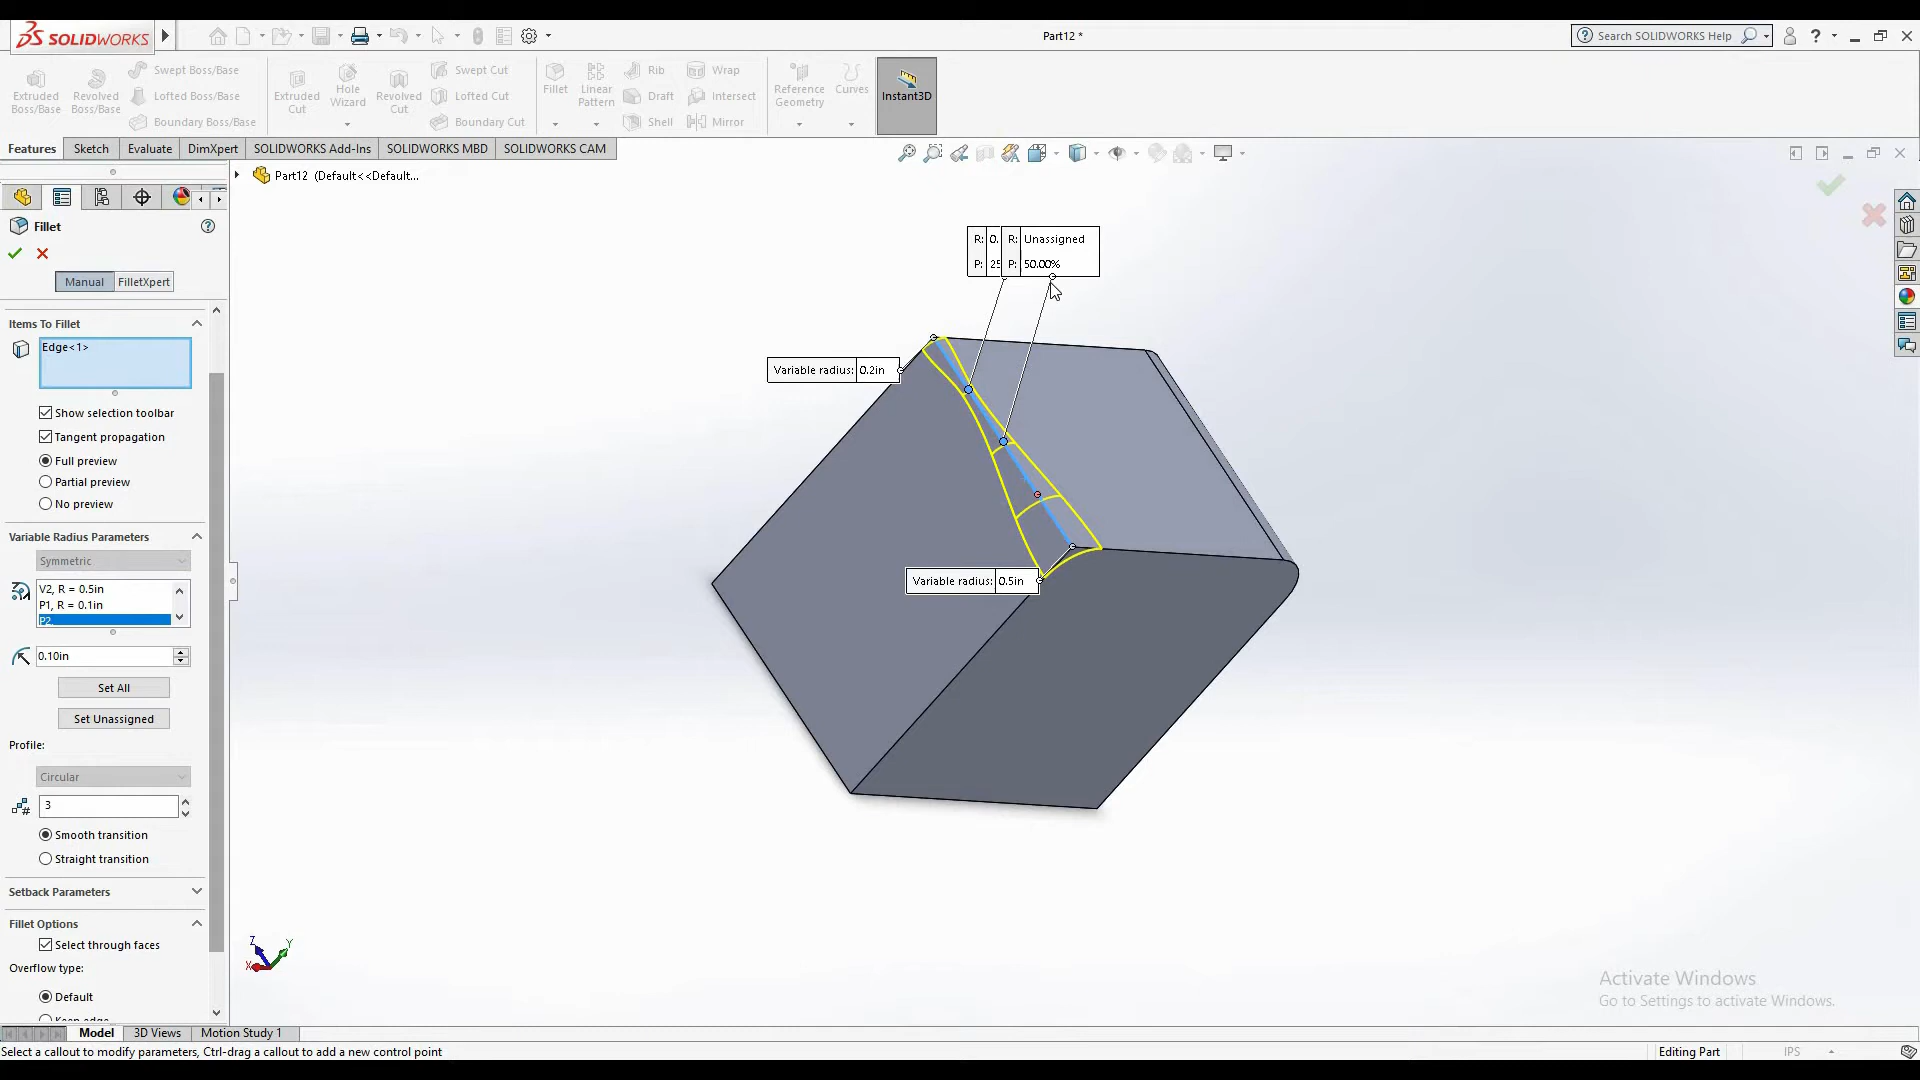 SOLIDWORKS
Part12 *
Search SOLIDWORKS Help
Extruded Boss/Base
Revolved Boss/Base
Swept Boss/Base
Lofted Boss/Base
Boundary Boss/Base
Extruded Cut
Hole Wizard
Revolved Cut
Swept Cut
Lofted Cut
Boundary Cut
Fillet
Linear Pattern
Rib
Draft
Shell
Wrap
Intersect
Mirror
Reference Geometry
Curves
Instant3D
Features
Sketch
Evaluate
DimXpert
SOLIDWORKS Add-Ins
SOLIDWORKS MBD
SOLIDWORKS CAM
Part12 (Default<<Default...
Fillet
Manual
FilletXpert
Items To Fillet
Edge<1>
Show selection toolbar
Tangent propagation
Full preview
Partial preview
No preview
Variable Radius Parameters
Symmetric
V2, R = 0.5in
P1, R = 0.1in
P2,
0.10in
Set All
Set Unassigned
Profile:
Circular
3
Smooth transition
Straight transition
Setback Parameters
Fillet Options
Select through faces
Overflow type:
Default
Keep edge
R: 0. R: Unassigned
P: 25 P: 50.00%
Variable radius: 0.2in
Variable radius: 0.5in
Z
Y
X
Activate Windows
Go to Settings to activate Windows.
Model
3D Views
Motion Study 1
Select a callout to modify parameters, Ctrl-drag a callout to add a new control point
Editing Part
IPS